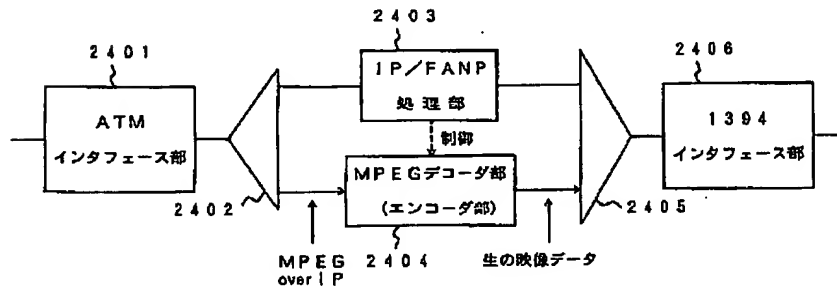 2403
2401
2406
IP/FANP
処理部
ATM
インタフェース部
1394
インタフェース部
制御
MPEGデコーダ部
(エンコーダ部)
2402
2405
2404
MPEG
over IP
生の映像データ